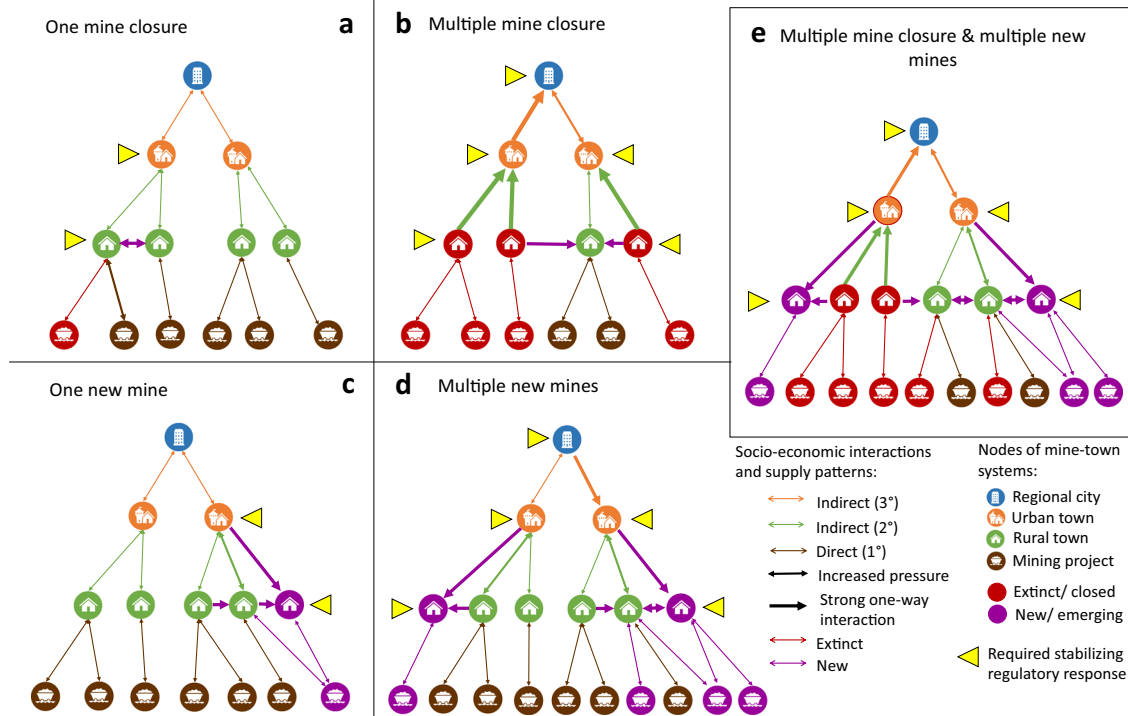 One mine closure
a
b
Multiple mine closure
e
Multiple mine closure & multiple new
mines
One new mine
c
d
Multiple new mines
Socio-economic interactions
and supply patterns:
Indirect (3°)
Indirect (2°)
Direct (1°)
Increased pressure
Strong one-way
interaction
Extinct
New
Nodes of mine-town
systems:
Regional city
Urban town
Rural town
Mining project
Extinct/ closed
New/ emerging
Required stabilizing
regulatory response